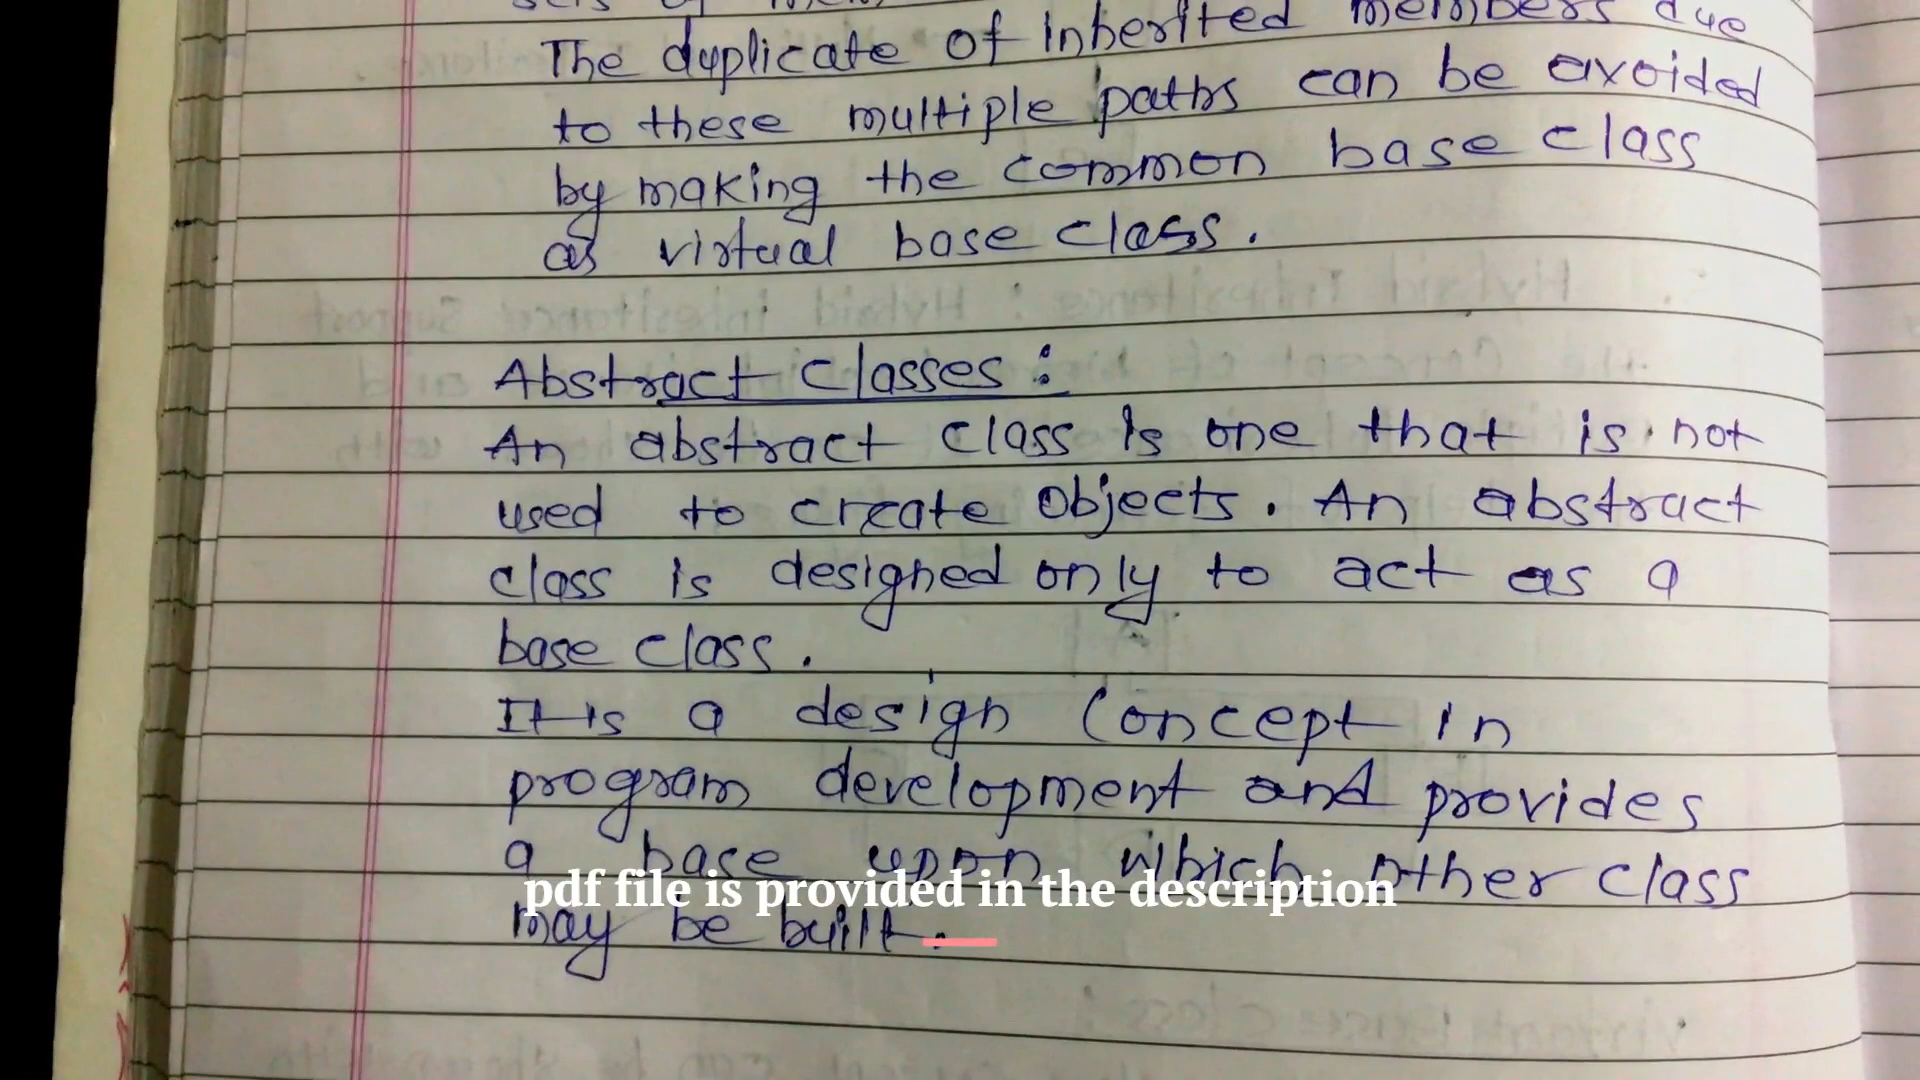 The duplicate of inherited members due
to these multiple paths can be avoided
by making the common base class
as virtual base class.
Abstract Classes :
An abstract class is one that is not
used to create objects. An abstract
class is designed only to act as a
base class.
It is a design concept in
program development and provides
a base upon which other class
pdf file is provided in the description
may be built.